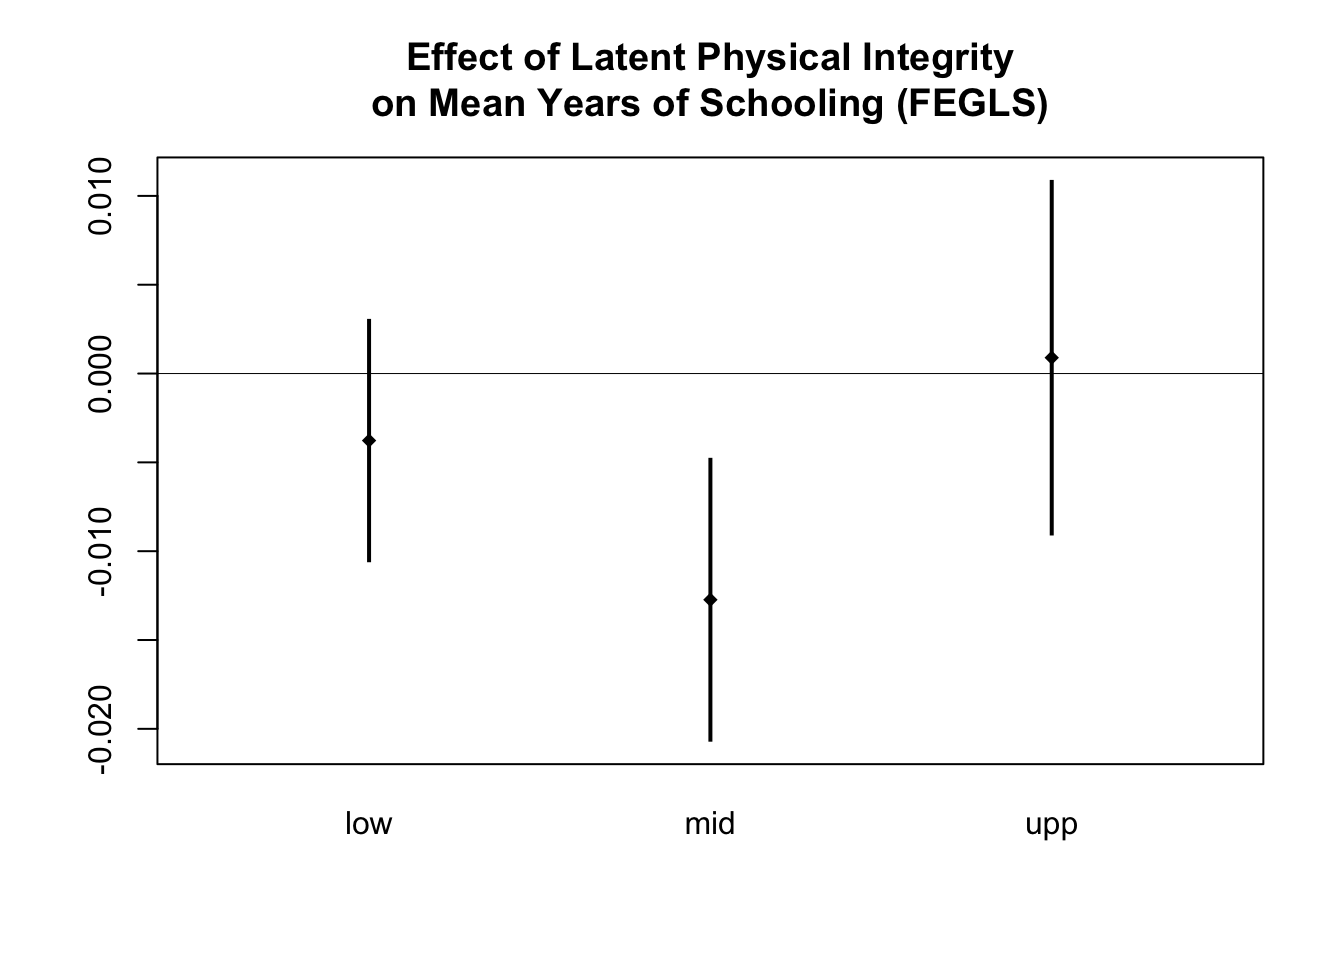 Effect of Latent Physical Integrity
on Mean Years of Schooling (FEGLS)
0.010
0.000
-0.010
-0.020
low mid upp